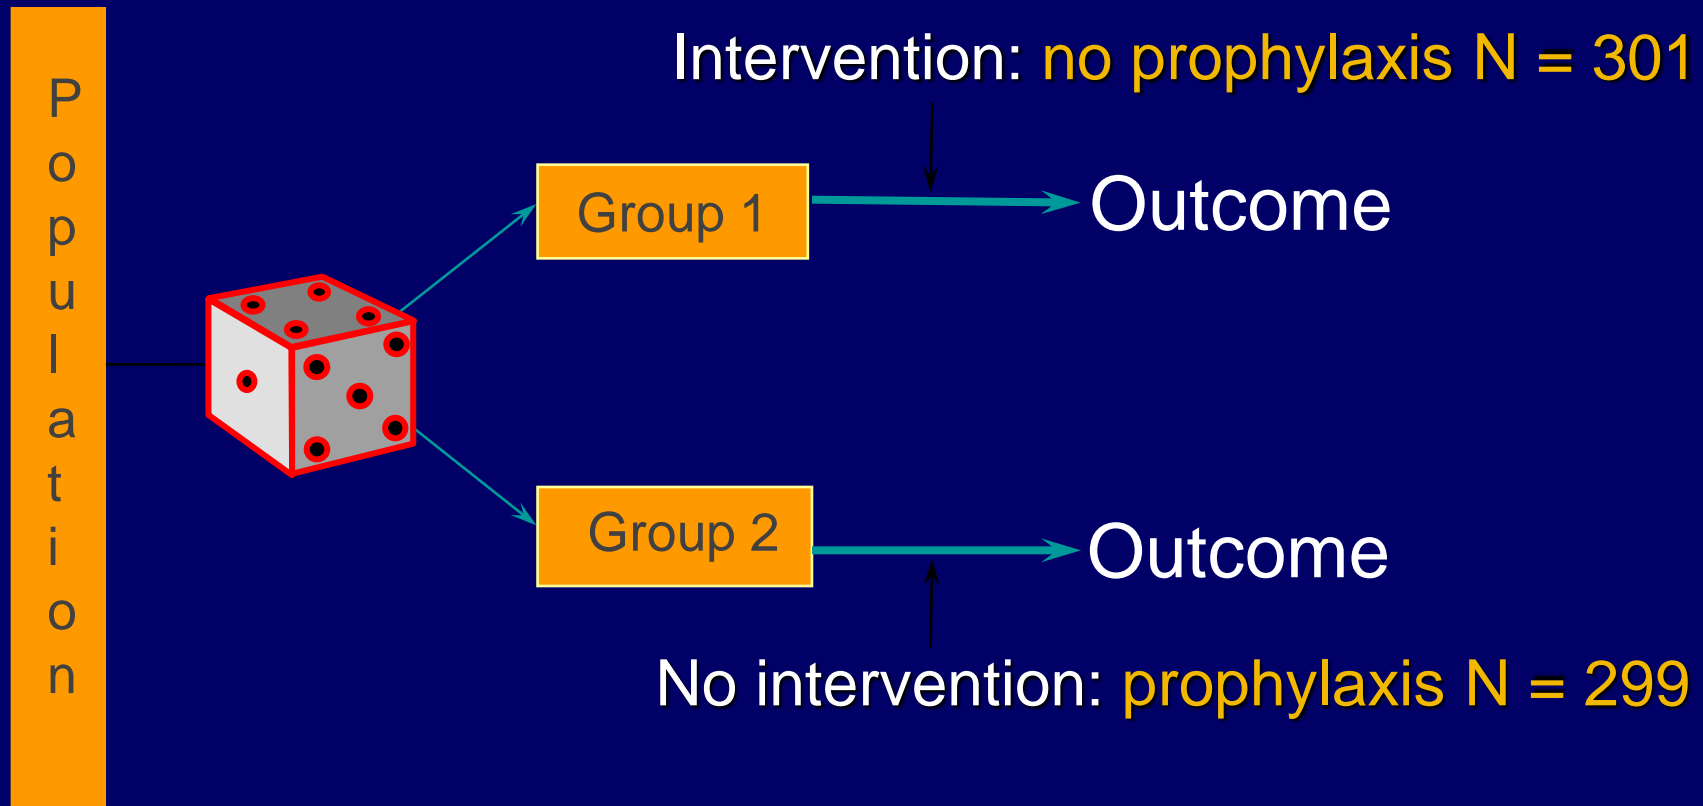 Population
Intervention: no prophylaxis N = 301
Group 1
Outcome
Group 2
Outcome
No intervention: prophylaxis N = 299